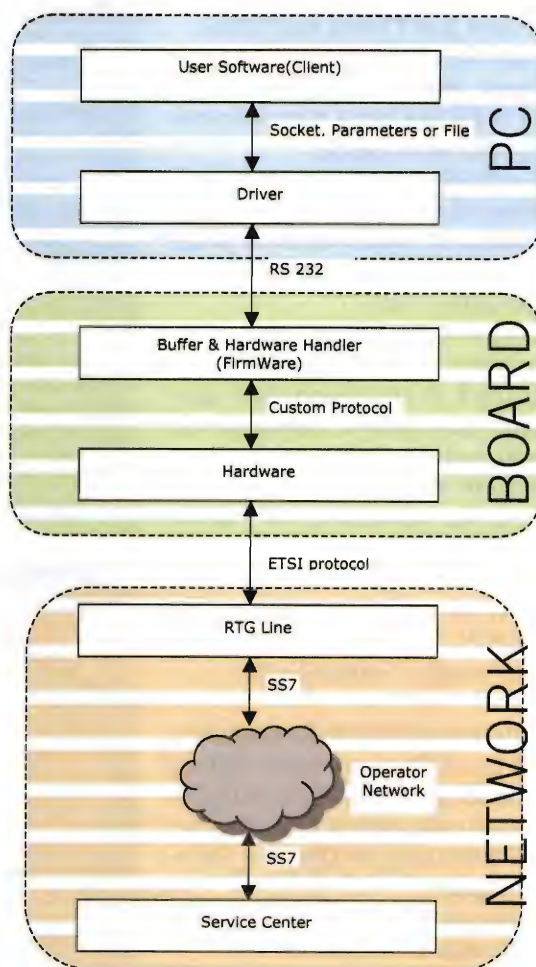 User Software(Client)
Socket, Parameters or File
Driver
PC
RS 232
Buffer & Hardware Handler
(FirmWare)
Custom Protocol
Hardware
BOARD
ETSI protocol
RTG Line
SS7
Operator
Network
SS7
Service Center
NETWORK